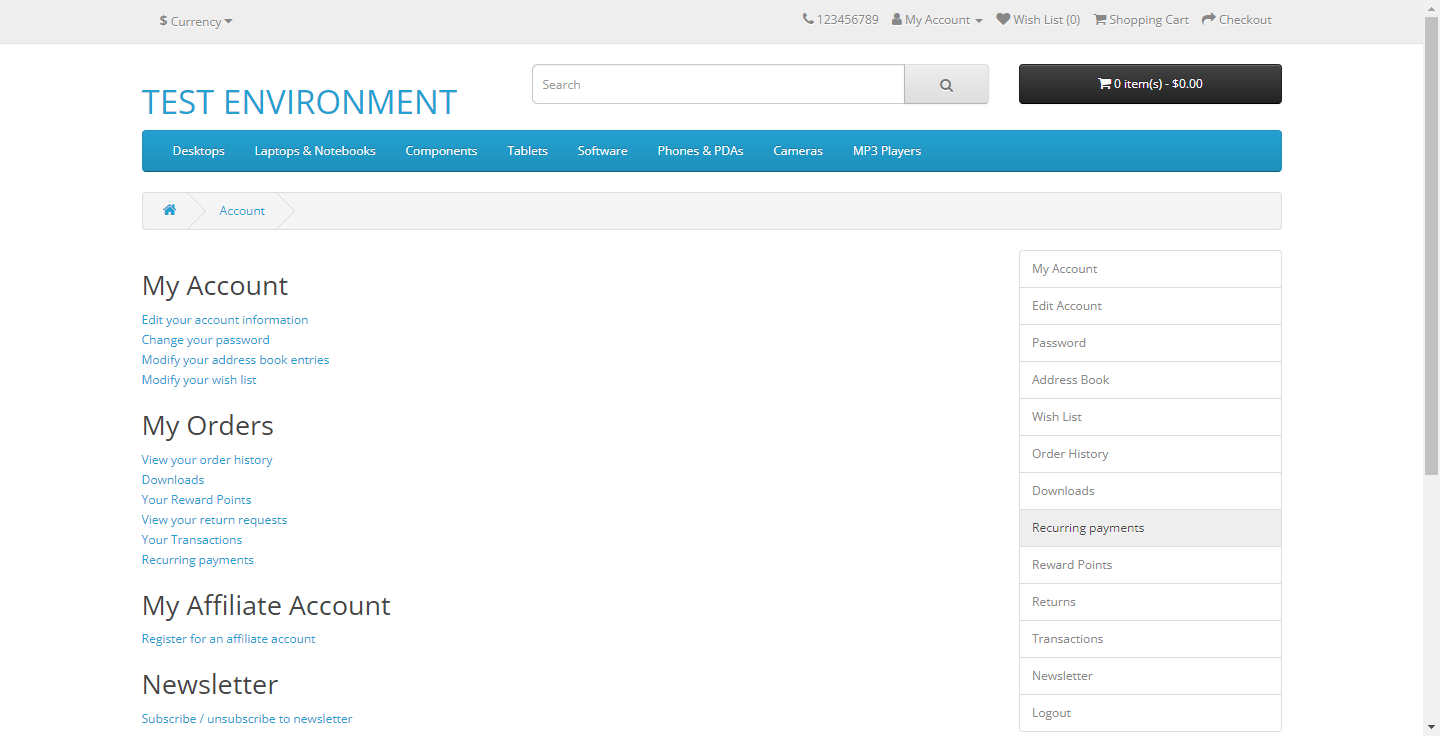 $ Currency
123456789 My Account Wish List (0) Shopping Cart Checkout
TEST ENVIRONMENT
Search
0 item(s) - $0.00
Desktops Laptops & Notebooks Components Tablets Software Phones & PDAs Cameras MP3 Players
Account
My Account
Edit your account information
Change your password
Modify your address book entries
Modify your wish list
My Orders
View your order history
Downloads
Your Reward Points
View your return requests
Your Transactions
Recurring payments
My Affiliate Account
Register for an affiliate account
Newsletter
Subscribe / unsubscribe to newsletter
My Account
Edit Account
Password
Address Book
Wish List
Order History
Downloads
Recurring payments
Reward Points
Returns
Transactions
Newsletter
Logout